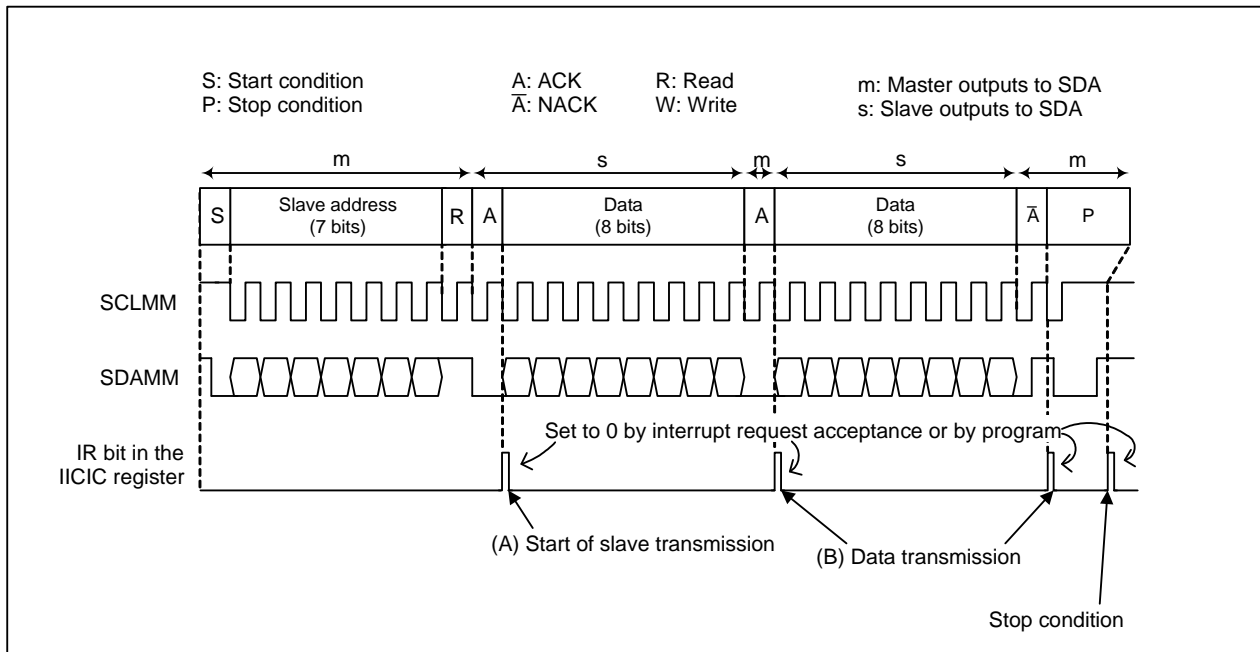 S: Start condition A: ACK R: Read m: Master outputs to SDA
P: Stop condition A̅: NACK W: Write s: Slave outputs to SDA
m s m s m
S Slave address (7 bits) R A Data (8 bits) A Data (8 bits) A̅ P
SCLMM
SDAMM
Set to 0 by interrupt request acceptance or by program
IR bit in the
IICIC register
(A) Start of slave transmission
(B) Data transmission
Stop condition